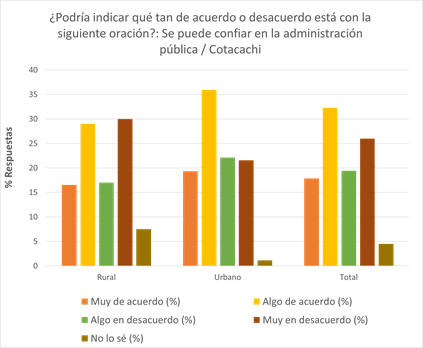 ¿Podría indicar qué tan de acuerdo o desacuerdo está con la
siguiente oración?: Se puede confiar en la administración
pública / Cotacachi
40
35
30
25
20
15
10
5
0
% Respuestas
Rural Urbano Total
Muy de acuerdo (%) Algo de acuerdo (%)
Algo en desacuerdo (%) Muy en desacuerdo (%)
No lo sé (%)